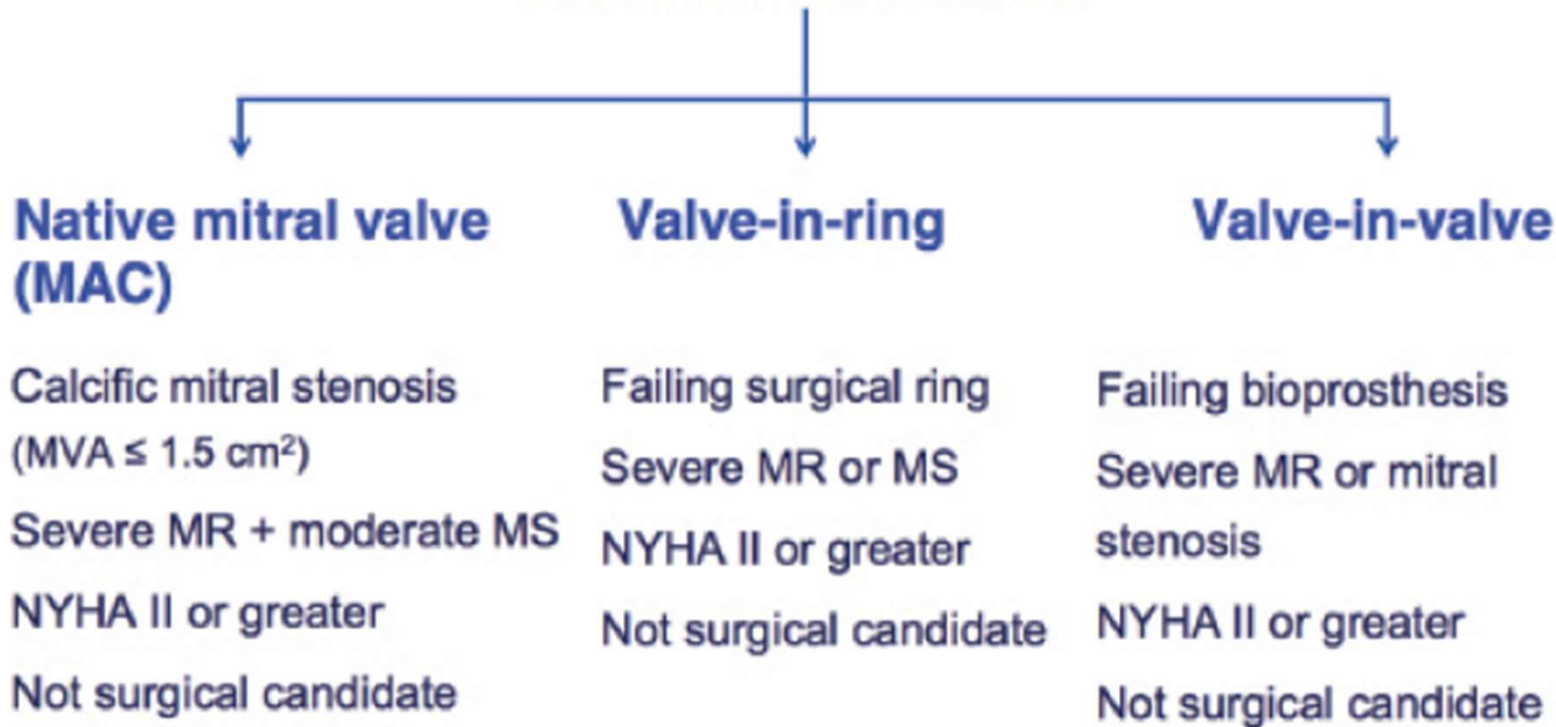 Native mitral valve
(MAC)
Calcific mitral stenosis
(MVA ≤ 1.5 cm²)
Severe MR + moderate MS
NYHA II or greater
Not surgical candidate
Valve-in-ring
Failing surgical ring
Severe MR or MS
NYHA II or greater
Not surgical candidate
Valve-in-valve
Failing bioprosthesis
Severe MR or mitral
stenosis
NYHA II or greater
Not surgical candidate